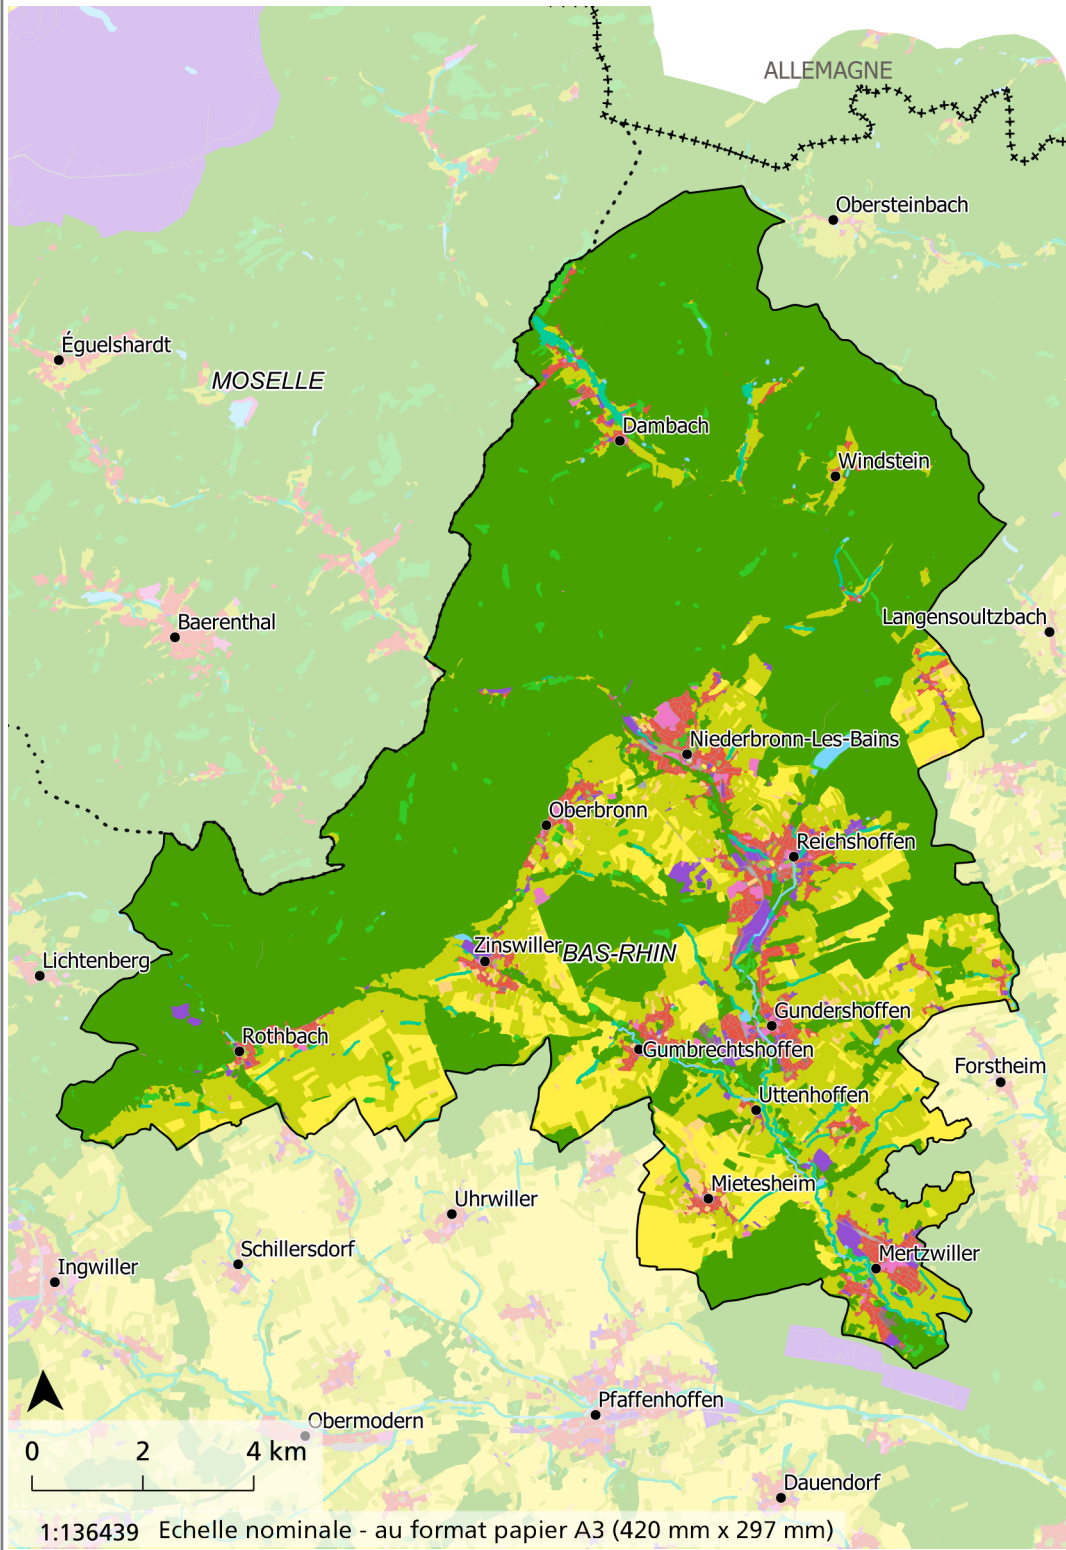 ALLEMAGNE
Obersteinbach
Éguelshardt
MOSELLE
Dambach
Windstein
Langensoultzbach
Baerenthal
Niederbronn-Les-Bains
Oberbronn
Reichshoffen
Zinswiller
BAS-RHIN
Lichtenberg
Gundershoffen
Rothbach
Gumbrechtshoffen
Forstheim
Uttenhoffen
Mietesheim
Uhrwiller
Schillersdorf
Mertzwiller
Ingwiller
Pfaffenhoffen
Obermodern
0 2 4 km
Dauendorf
1:136439 Echelle nominale - au format papier A3 (420 mm x 297 mm)